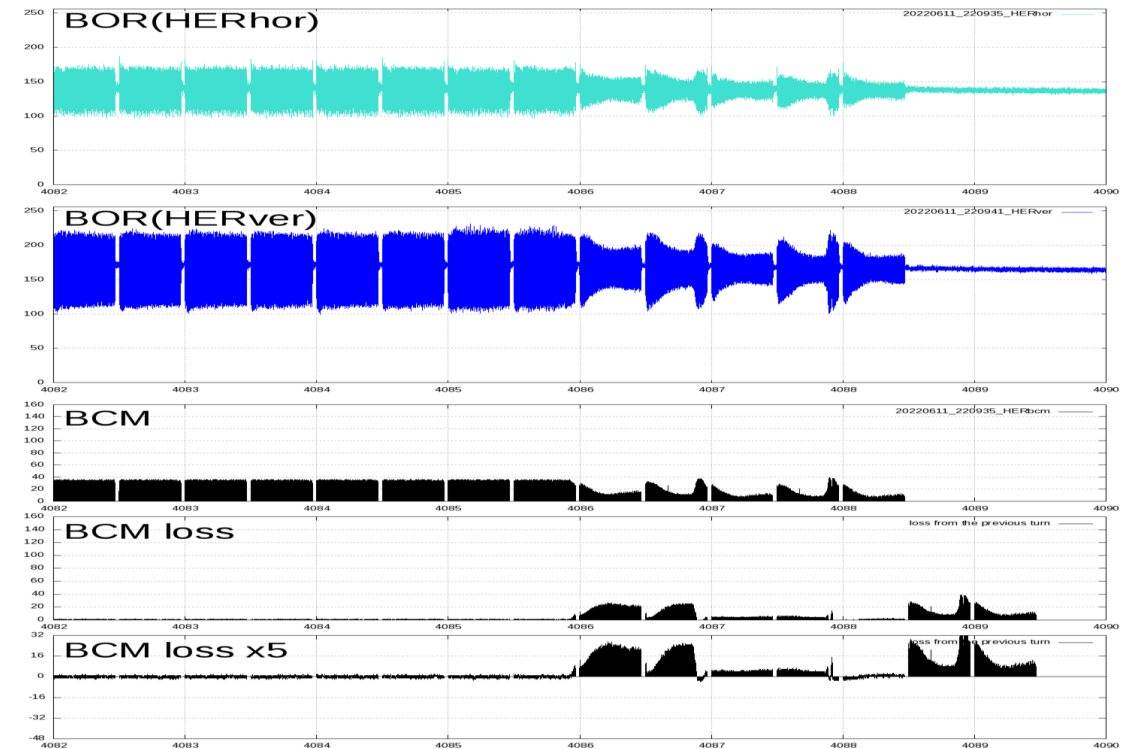 BOR(HERhor)
20220611_220935_HERhor
250
200
150
100
50
0
4082 4083 4084 4085 4086 4087 4088 4089 4090
BOR(HERver)
20220611_220941_HERver
250
200
150
100
50
0
4082 4083 4084 4085 4086 4087 4088 4089 4090
BCM
20220611_220935_HERbcm
160
140
120
100
80
60
40
20
0
4082 4083 4084 4085 4086 4087 4088 4089 4090
BCM loss
loss from the previous turn
160
140
120
100
80
60
40
20
0
4082 4083 4084 4085 4086 4087 4088 4089 4090
BCM loss x5
loss from the previous turn
32
16
0
-16
-32
-48
4082 4083 4084 4085 4086 4087 4088 4089 4090